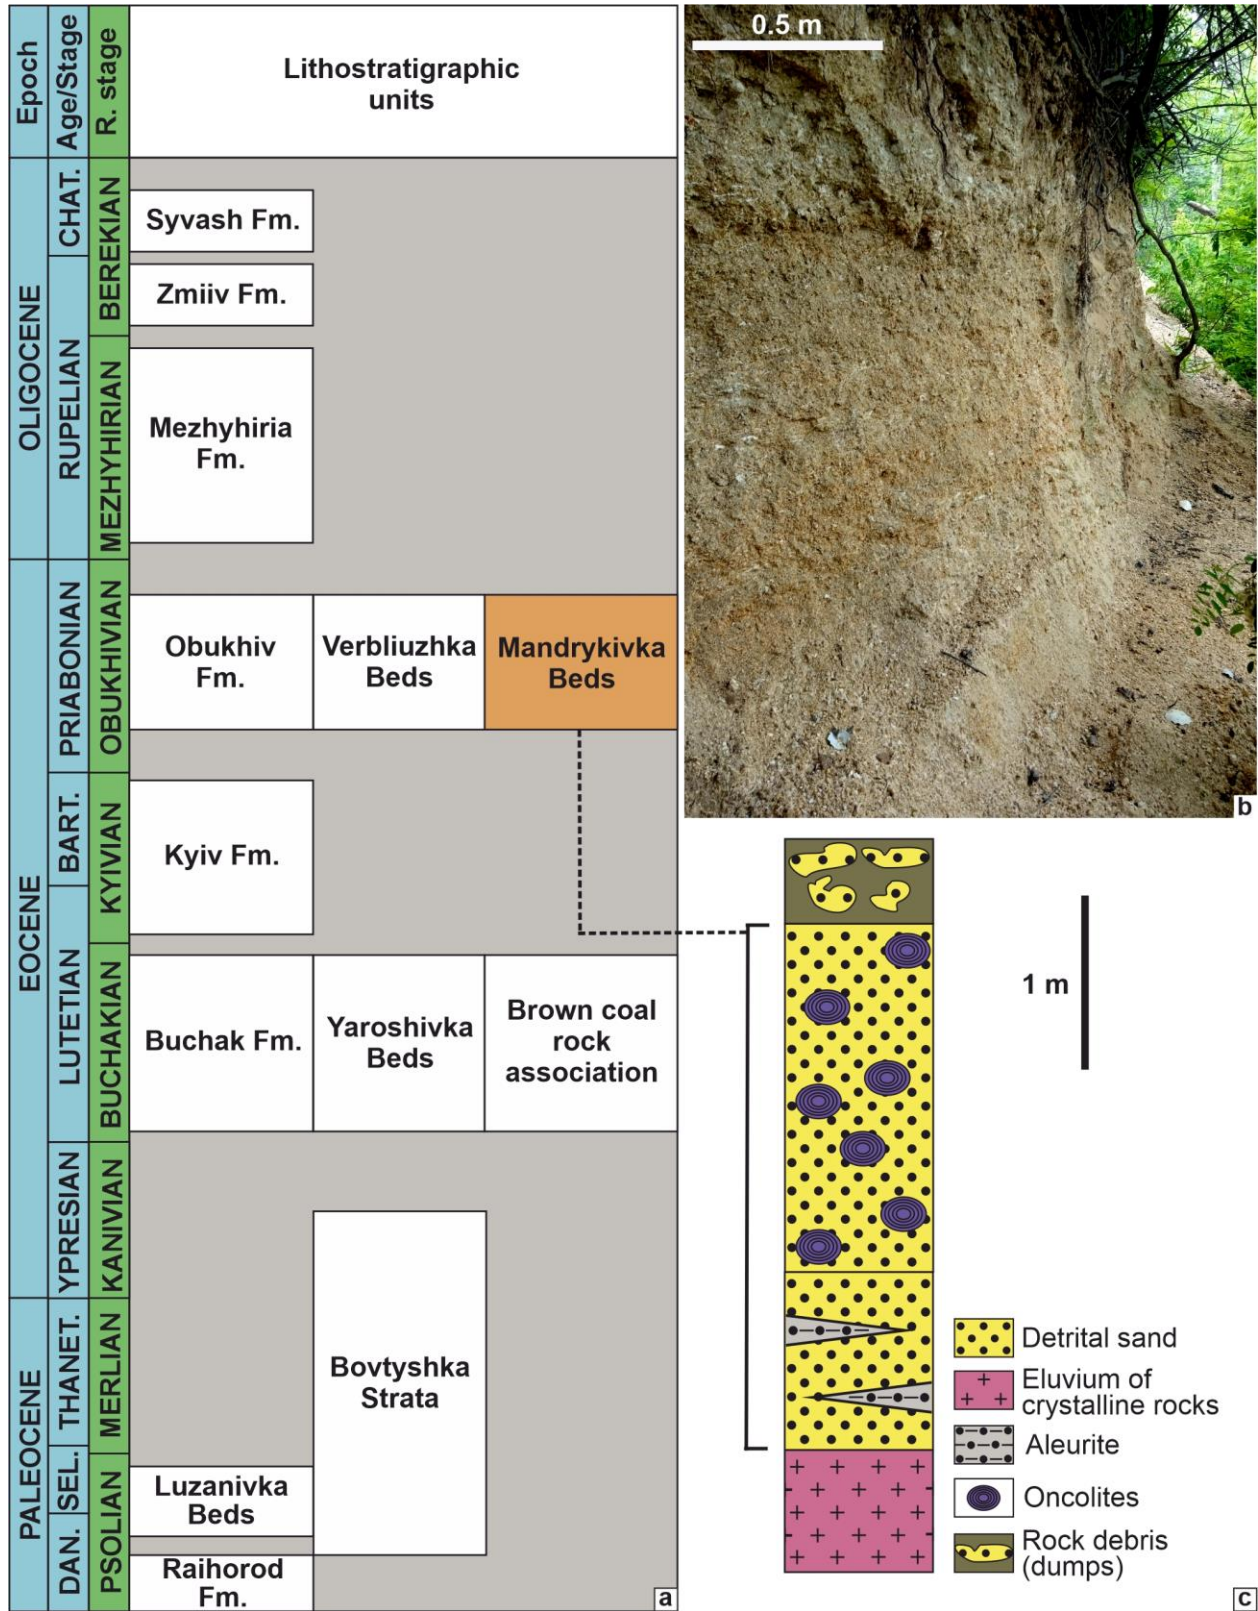 Epoch
Age/Stage
R. stage
Lithostratigraphic
units
OLIGOCENE
EOCENE
PALEOCENE
CHAT.
RUPELIAN
PRIABONIAN
BART.
LUTETIAN
YPRESIAN
THANET.
SEL.
DAN.
BEREKIAN
MEZHYHIRIAN
OBUKHIVIAN
KYIVIAN
BUCHAKIAN
KANIVIAN
MERLIAN
PSOLIAN
Syvash Fm.
Zmiiv Fm.
Mezhyhiria
Fm.
Obukhiv
Fm.
Verbliuzhka
Beds
Mandrykivka
Beds
Kyiv Fm.
Buchak Fm.
Yaroshivka
Beds
Brown coal
rock
association
Bovtyshka
Strata
Luzanivka
Beds
Raihorod
Fm.
a
0.5 m
b
1 m
Detrital sand
Eluvium of
crystalline rocks
Aleurite
Oncolites
Rock debris
(dumps)
c